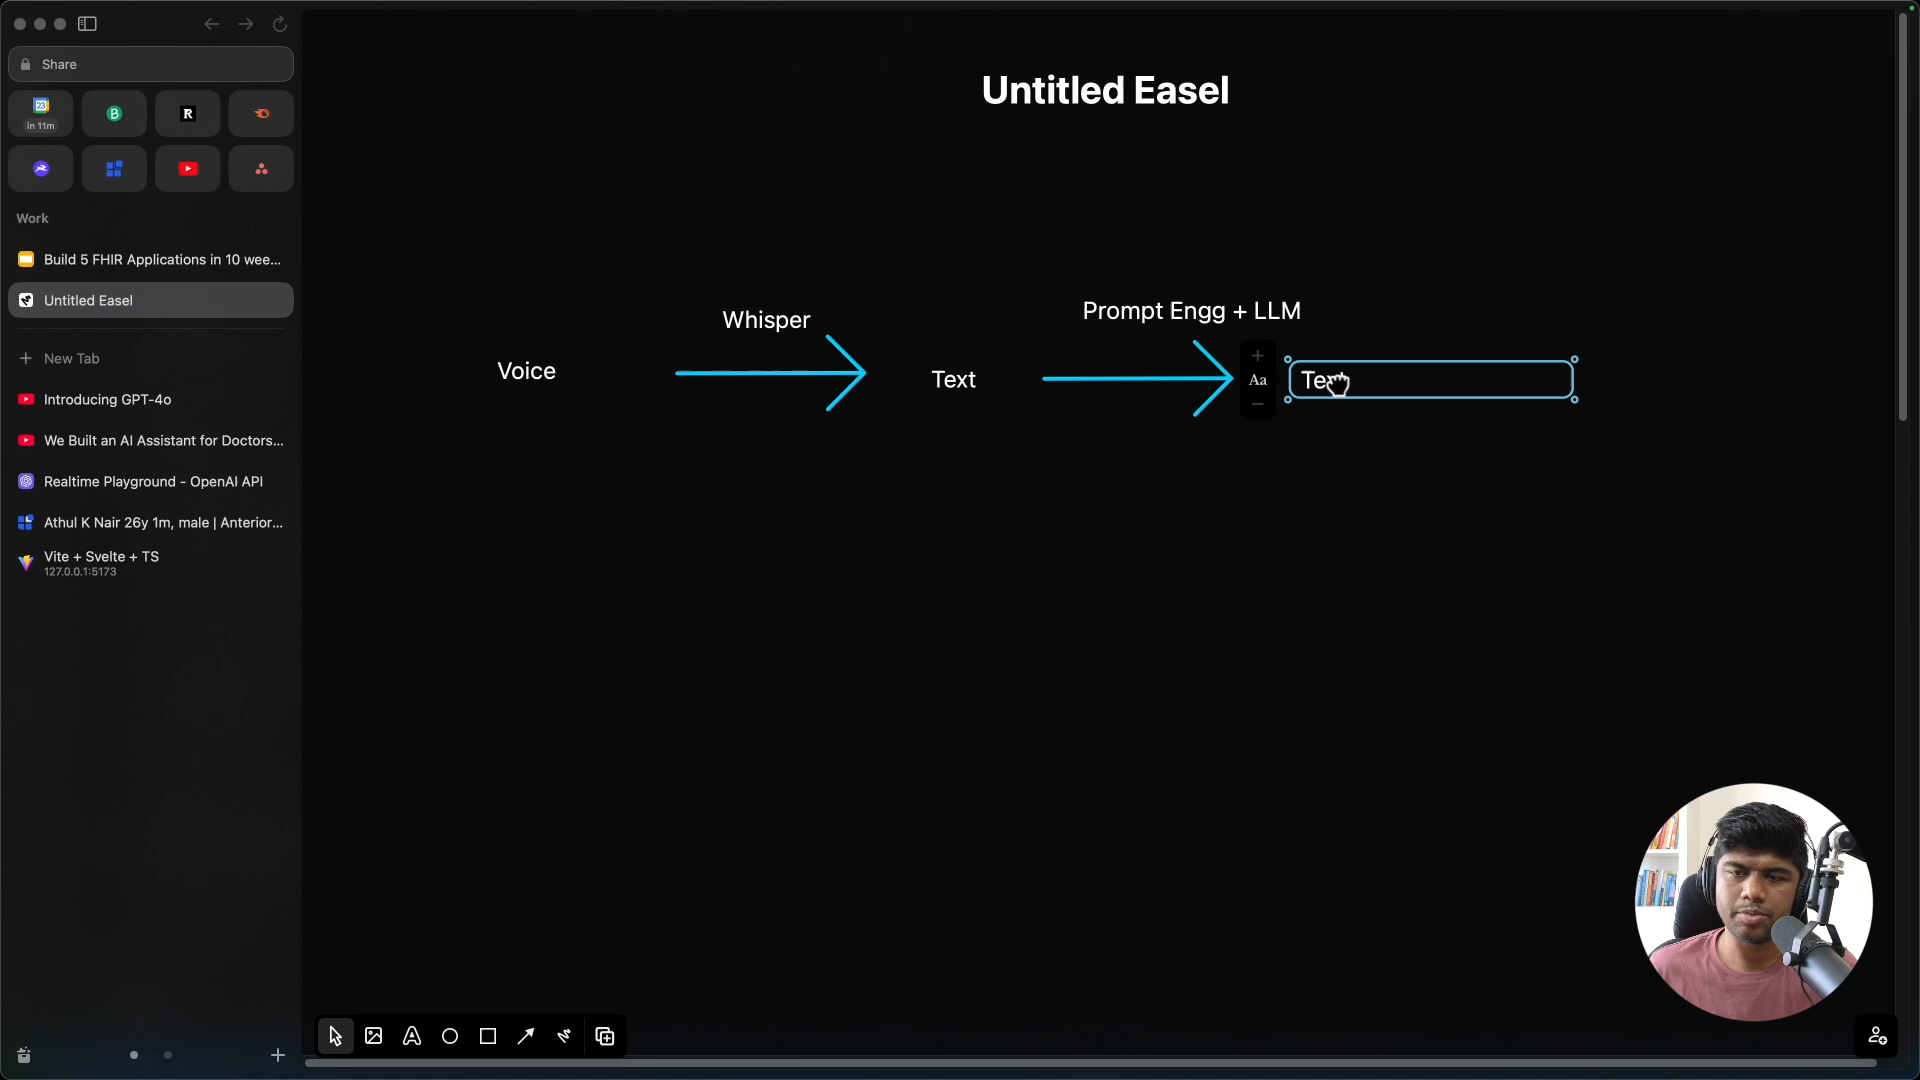 Share
23
in 11m
B
R
Work
Build 5 FHIR Applications in 10 wee...
Untitled Easel
New Tab
Introducing GPT-4o
We Built an AI Assistant for Doctors...
Realtime Playground - OpenAI API
Athul K Nair 26y 1m, male | Anterior...
Vite + Svelte + TS
127.0.0.1:5173
Untitled Easel
Whisper
Prompt Engg + LLM
Voice
Text
Aa